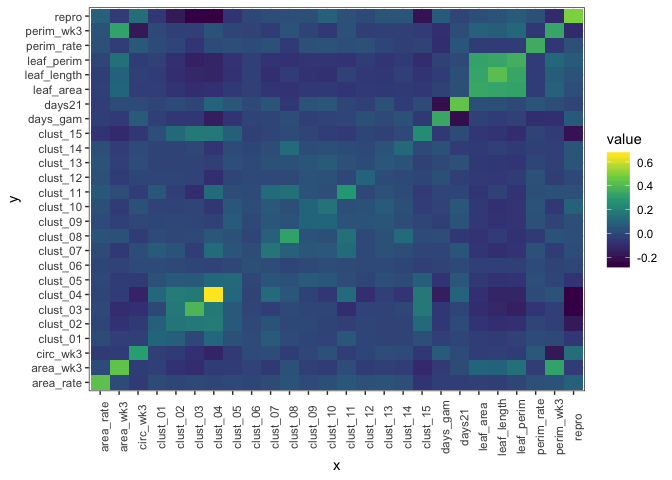 repro
perim_wk3
perim_rate
leaf_perim
leaf_length
leaf_area
days21
days_gam
clust_15
clust_14
clust_13
clust_12
clust_11
clust_10
clust_09
clust_08
clust_07
clust_06
clust_05
clust_04
clust_03
clust_02
clust_01
circ_wk3
area_wk3
area_rate
y
area_rate
area_wk3
circ_wk3
clust_01
clust_02
clust_03
clust_04
clust_05
clust_06
clust_07
clust_08
clust_09
clust_10
clust_11
clust_12
clust_13
clust_14
clust_15
days_gam
days21
leaf_area
leaf_length
leaf_perim
perim_rate
perim_wk3
repro
x
value
0.6
0.4
0.2
0.0
-0.2